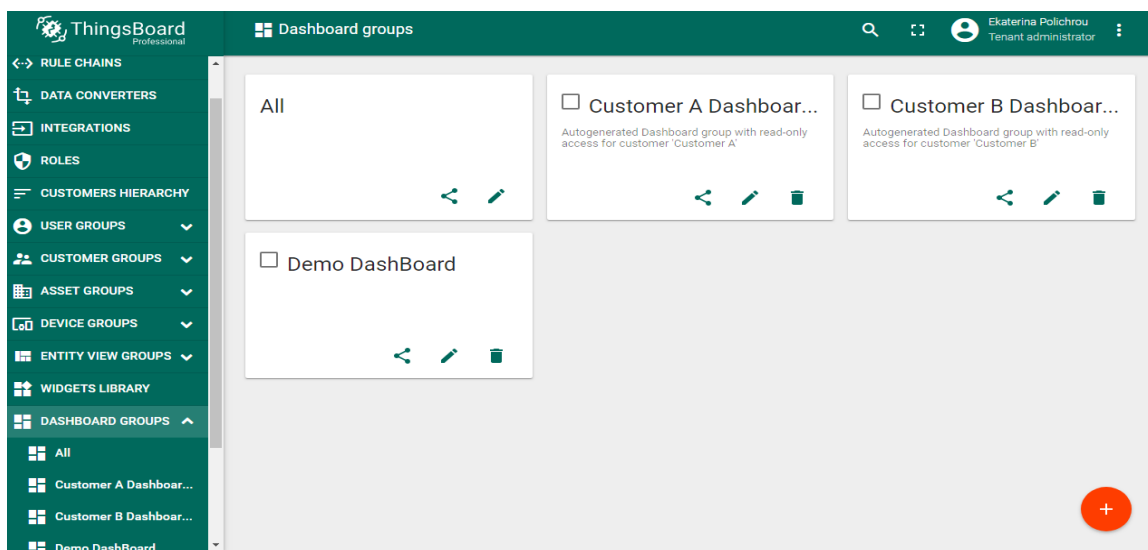 ThingsBoard
Professional
Dashboard groups
Ekaterina Polichrou
Tenant administrator
RULE CHAINS
DATA CONVERTERS
INTEGRATIONS
ROLES
CUSTOMERS HIERARCHY
USER GROUPS
CUSTOMER GROUPS
ASSET GROUPS
DEVICE GROUPS
ENTITY VIEW GROUPS
WIDGETS LIBRARY
DASHBOARD GROUPS
All
Customer A Dashboar...
Customer B Dashboar...
Demo DashBoard
All
Customer A Dashboar...
Autogenerated Dashboard group with read-only
access for customer 'Customer A'
Customer B Dashboar...
Autogenerated Dashboard group with read-only
access for customer 'Customer B'
Demo DashBoard